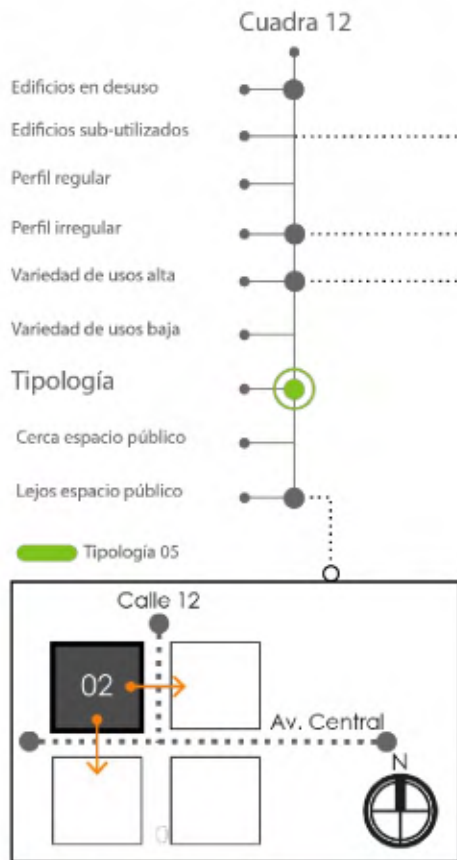 Cuadra 12
Edificios en desuso
Edificios sub-utilizados
Perfil regular
Perfil irregular
Variedad de usos alta
Variedad de usos baja
Tipología
Cerca espacio público
Lejos espacio público
Tipología 05
Calle 12
02
Av. Central
N